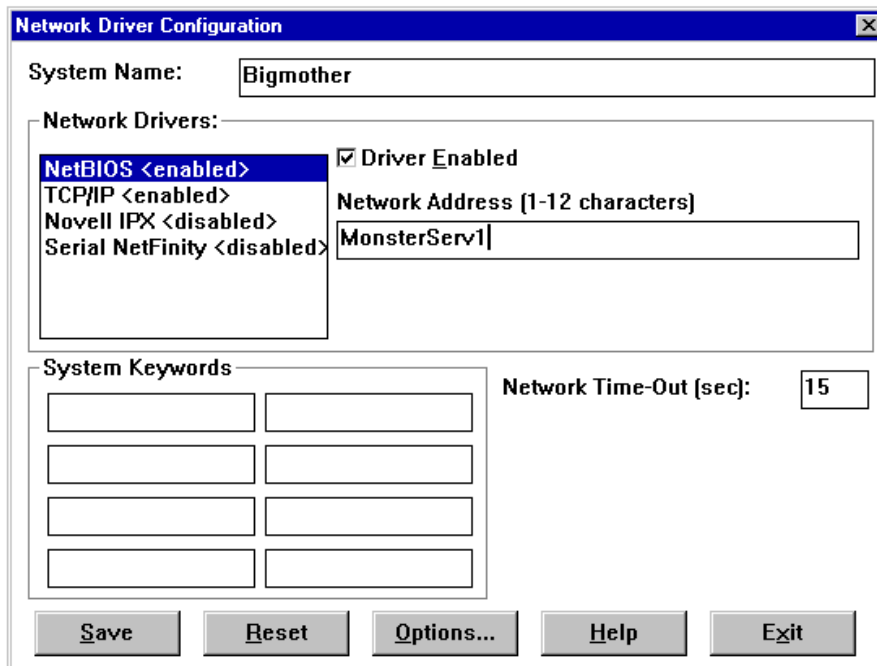 Network Driver Configuration
System Name:
Bigmother
Network Drivers:
NetBIOS <enabled>
TCP/IP <enabled>
Novell IPX <disabled>
Serial NetFinity <disabled>
Driver Enabled
Network Address (1-12 characters)
MonsterServ1
System Keywords
Network Time-Out (sec):
15
Save
Reset
Options...
Help
Exit